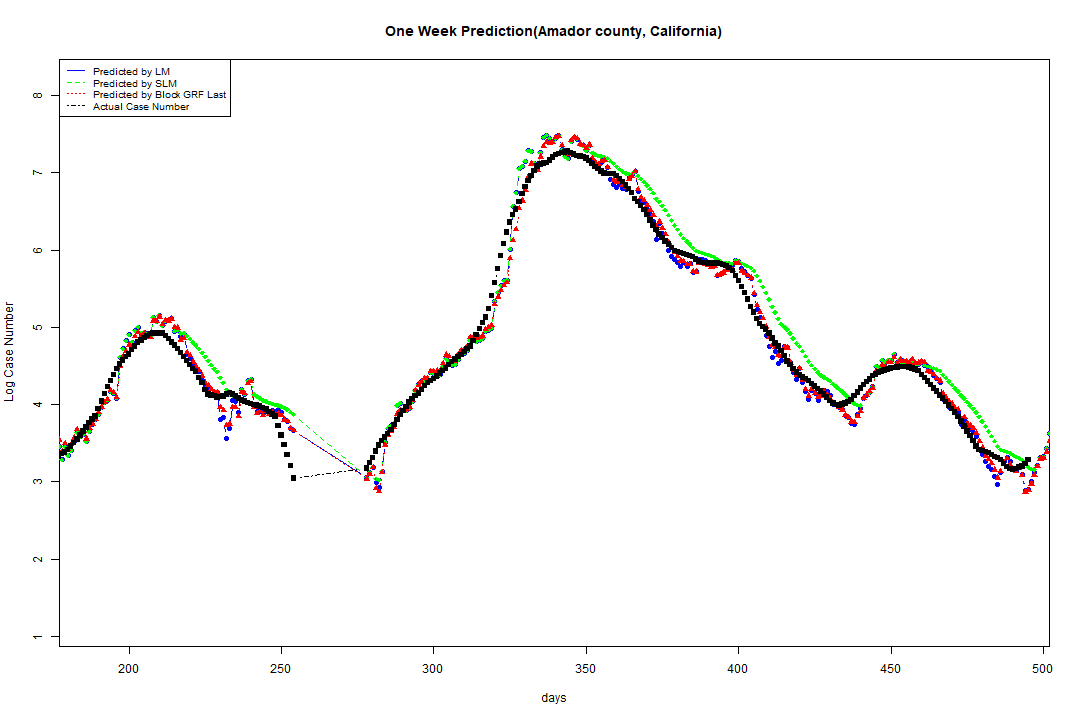 One Week Prediction(Amador county, California)
Predicted by LM
Predicted by SLM
Predicted by Block GRF Last
Actual Case Number
Log Case Number
8
7
6
5
4
3
2
1
200 250 300 350 400 450 500
days